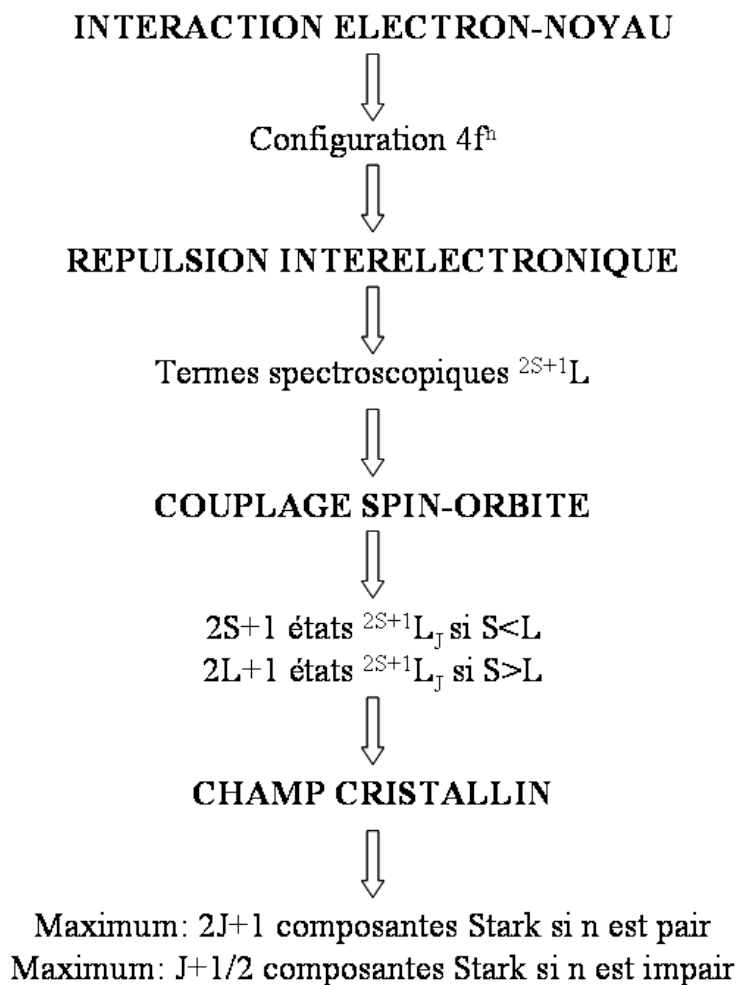 INTERACTION ELECTRON-NOYAU
Configuration 4fⁿ
REPULSION INTERELECTRONIQUE
Termes spectroscopiques ²ˢ⁺¹L
COUPLAGE SPIN-ORBITE
2S+1 états ²ˢ⁺¹L_J si S<L
2L+1 états ²ˢ⁺¹L_J si S>L
CHAMP CRISTALLIN
Maximum: 2J+1 composantes Stark si n est pair
Maximum: J+1/2 composantes Stark si n est impair